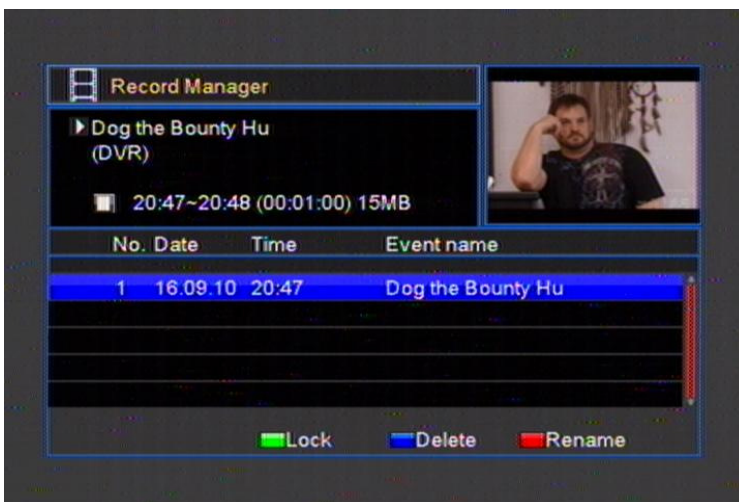 Record Manager
Dog the Bounty Hu
(DVR)
20:47~20:48 (00:01:00) 15MB
No. Date Time Event name
1 16.09.10 20:47 Dog the Bounty Hu
Lock Delete Rename